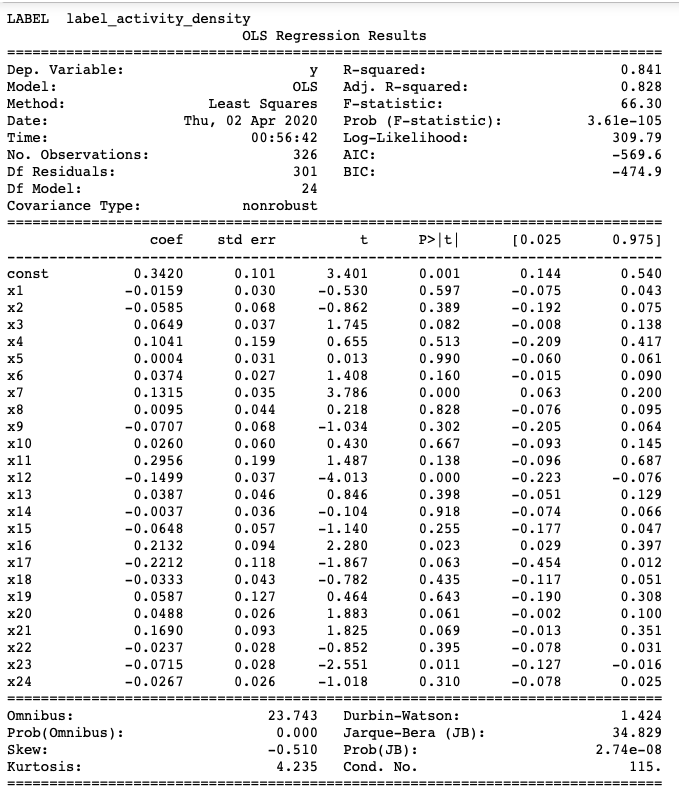 LABEL  label_activity_density
OLS Regression Results
==============================================================================
Dep. Variable:                      y   R-squared:                       0.841
Model:                            OLS   Adj. R-squared:                  0.828
Method:                 Least Squares   F-statistic:                     66.30
Date:                Thu, 02 Apr 2020   Prob (F-statistic):          3.61e-105
Time:                        00:56:42   Log-Likelihood:                 309.79
No. Observations:                 326   AIC:                            -569.6
Df Residuals:                     301   BIC:                            -474.9
Df Model:                          24
Covariance Type:            nonrobust
==============================================================================
                 coef    std err          t      P>|t|      [0.025      0.975]
------------------------------------------------------------------------------
const          0.3420      0.101      3.401      0.001       0.144       0.540
x1            -0.0159      0.030     -0.530      0.597      -0.075       0.043
x2            -0.0585      0.068     -0.862      0.389      -0.192       0.075
x3             0.0649      0.037      1.745      0.082      -0.008       0.138
x4             0.1041      0.159      0.655      0.513      -0.209       0.417
x5             0.0004      0.031      0.013      0.990      -0.060       0.061
x6             0.0374      0.027      1.408      0.160      -0.015       0.090
x7             0.1315      0.035      3.786      0.000       0.063       0.200
x8             0.0095      0.044      0.218      0.828      -0.076       0.095
x9            -0.0707      0.068     -1.034      0.302      -0.205       0.064
x10            0.0260      0.060      0.430      0.667      -0.093       0.145
x11            0.2956      0.199      1.487      0.138      -0.096       0.687
x12           -0.1499      0.037     -4.013      0.000      -0.223      -0.076
x13            0.0387      0.046      0.846      0.398      -0.051       0.129
x14           -0.0037      0.036     -0.104      0.918      -0.074       0.066
x15           -0.0648      0.057     -1.140      0.255      -0.177       0.047
x16            0.2132      0.094      2.280      0.023       0.029       0.397
x17           -0.2212      0.118     -1.867      0.063      -0.454       0.012
x18           -0.0333      0.043     -0.782      0.435      -0.117       0.051
x19            0.0587      0.127      0.464      0.643      -0.190       0.308
x20            0.0488      0.026      1.883      0.061      -0.002       0.100
x21            0.1690      0.093      1.825      0.069      -0.013       0.351
x22           -0.0237      0.028     -0.852      0.395      -0.078       0.031
x23           -0.0715      0.028     -2.551      0.011      -0.127      -0.016
x24           -0.0267      0.026     -1.018      0.310      -0.078       0.025
==============================================================================
Omnibus:                       23.743   Durbin-Watson:                   1.424
Prob(Omnibus):                  0.000   Jarque-Bera (JB):               34.829
Skew:                          -0.510   Prob(JB):                     2.74e-08
Kurtosis:                       4.235   Cond. No.                         115.
==============================================================================